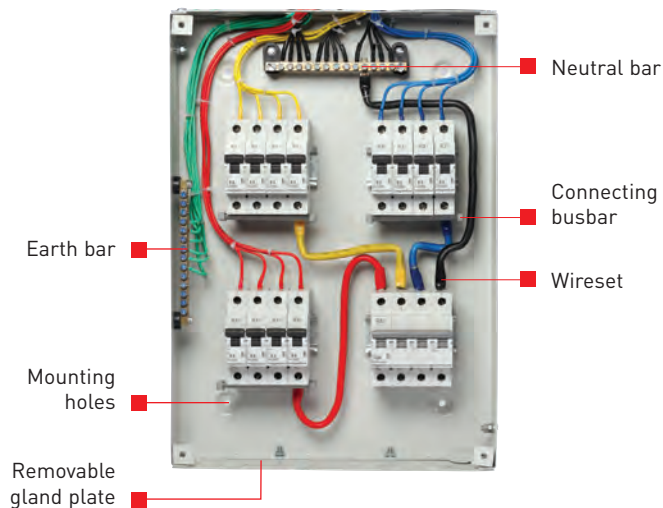 Neutral bar
Connecting
busbar
Earth bar
Wireset
Mounting
holes
Removable
gland plate